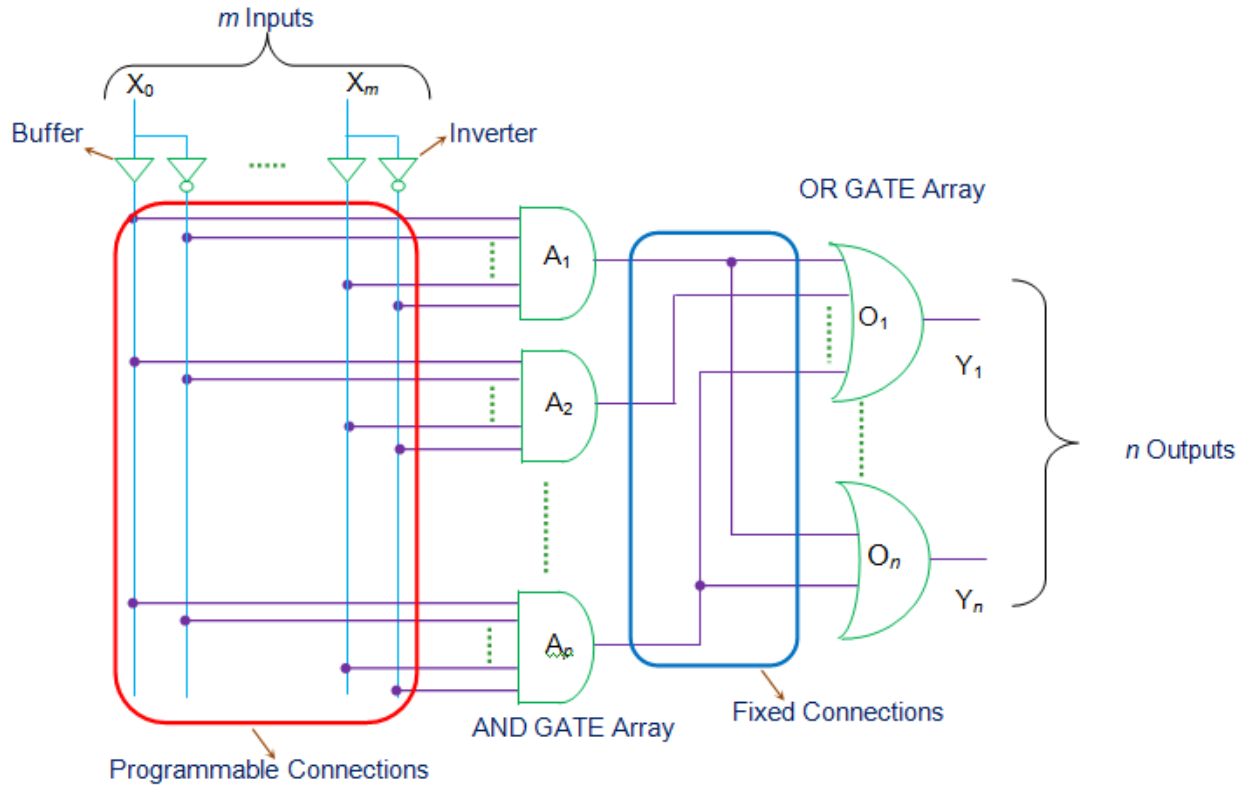 m Inputs
X0 Xm
Buffer
Inverter
OR GATE Array
A1
O1
Y1
A2
n Outputs
On
Yn
Ap
AND GATE Array
Fixed Connections
Programmable Connections